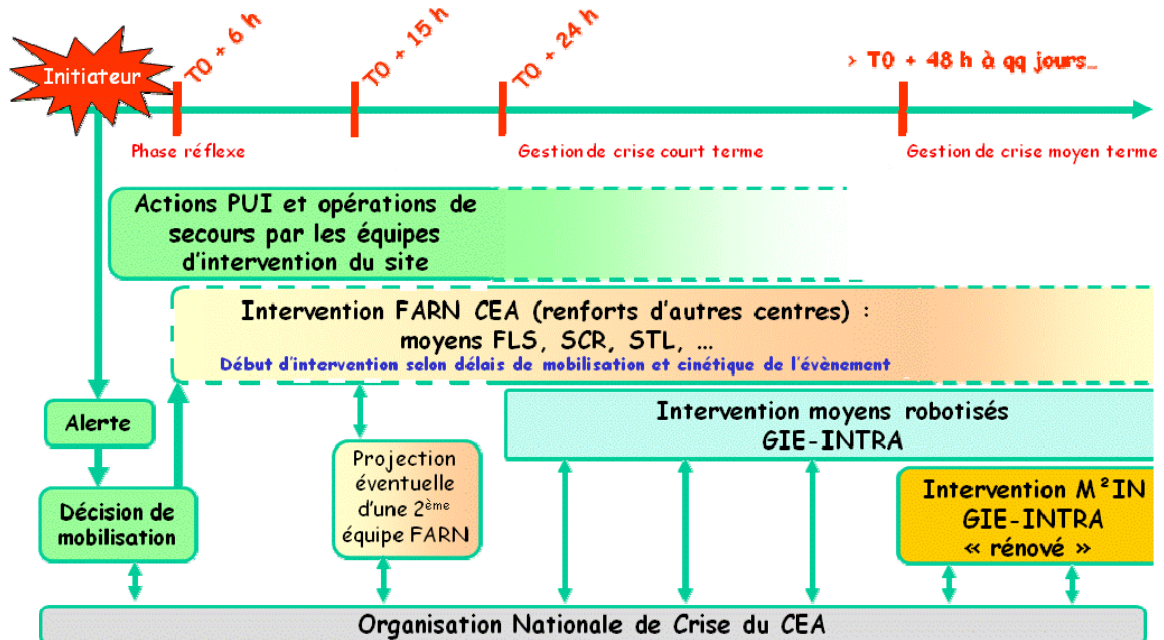 Initiateur
T0 + 6 h
T0 + 15 h
T0 + 24 h
> T0 + 48 h à qq jours…
Phase réflexe
Gestion de crise court terme
Gestion de crise moyen terme
Actions PUI et opérations de
secours par les équipes
d'intervention du site
Intervention FARN CEA (renforts d'autres centres) :
moyens FLS, SCR, STL, …
Début d'intervention selon délais de mobilisation et cinétique de l'évènement
Alerte
Décision de
mobilisation
Projection
éventuelle
d'une 2ème
équipe FARN
Intervention moyens robotisés
GIE-INTRA
Intervention M²IN
GIE-INTRA
« rénové »
Organisation Nationale de Crise du CEA